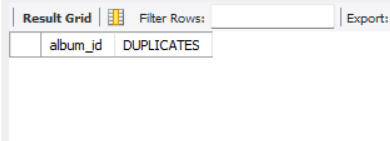 Result Grid Filter Rows: Export:
album_id DUPLICATES